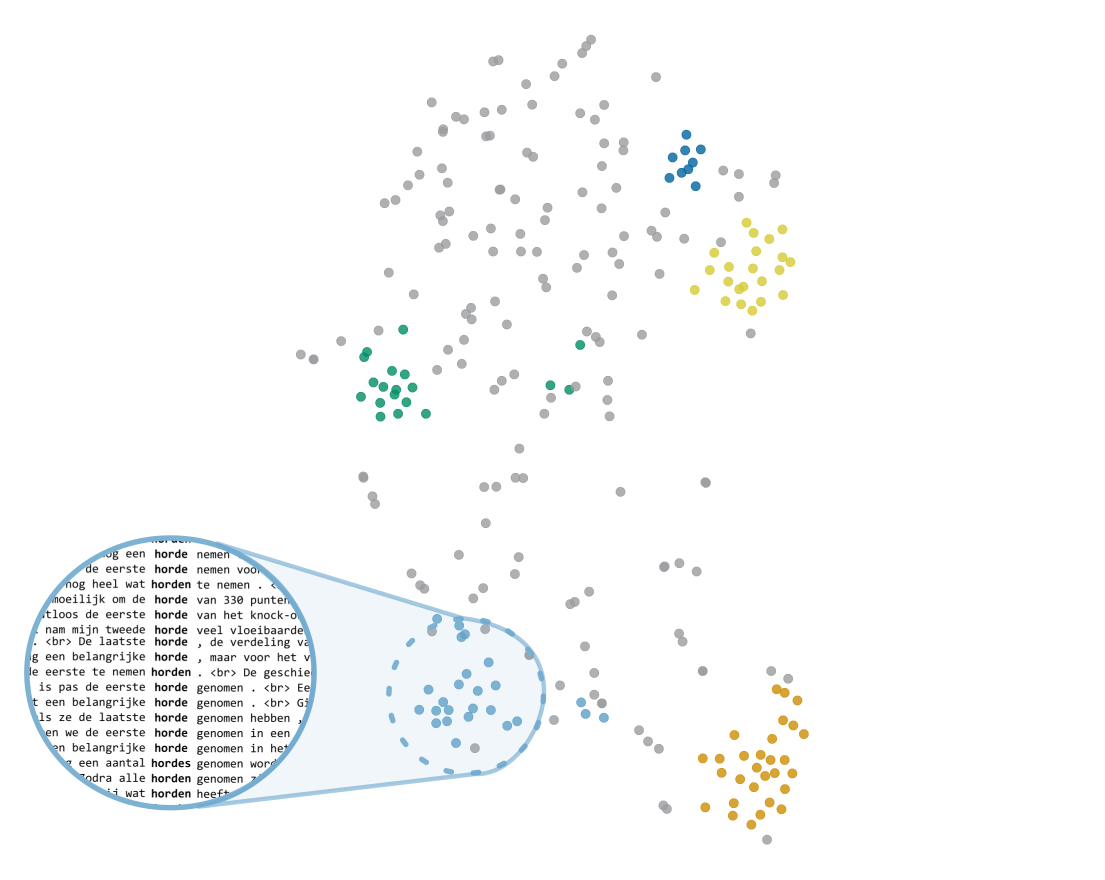 horden
og een horde nemen
de eerste horde nemen voo
nog heel wat horden te nemen . <
moeilijk om de horde van 330 punten
tloos de eerste horde van het knock-o
. nam mijn tweede horde veel vloeibaarde
. <br> De laatste horde , de verdeling va
g een belangrijke horde , maar voor het v
de eerste te nemen horden . <br> De geschie
is pas de eerste horde genomen . <br> Ee
t een belangrijke horde genomen . <br> Gi
ls ze de laatste horde genomen hebben ,
en we de eerste horde genomen in een
en belangrijke horde genomen in het
g een aantal hordes genomen word
Zodra alle horden genomen zi
ij wat horden heeft